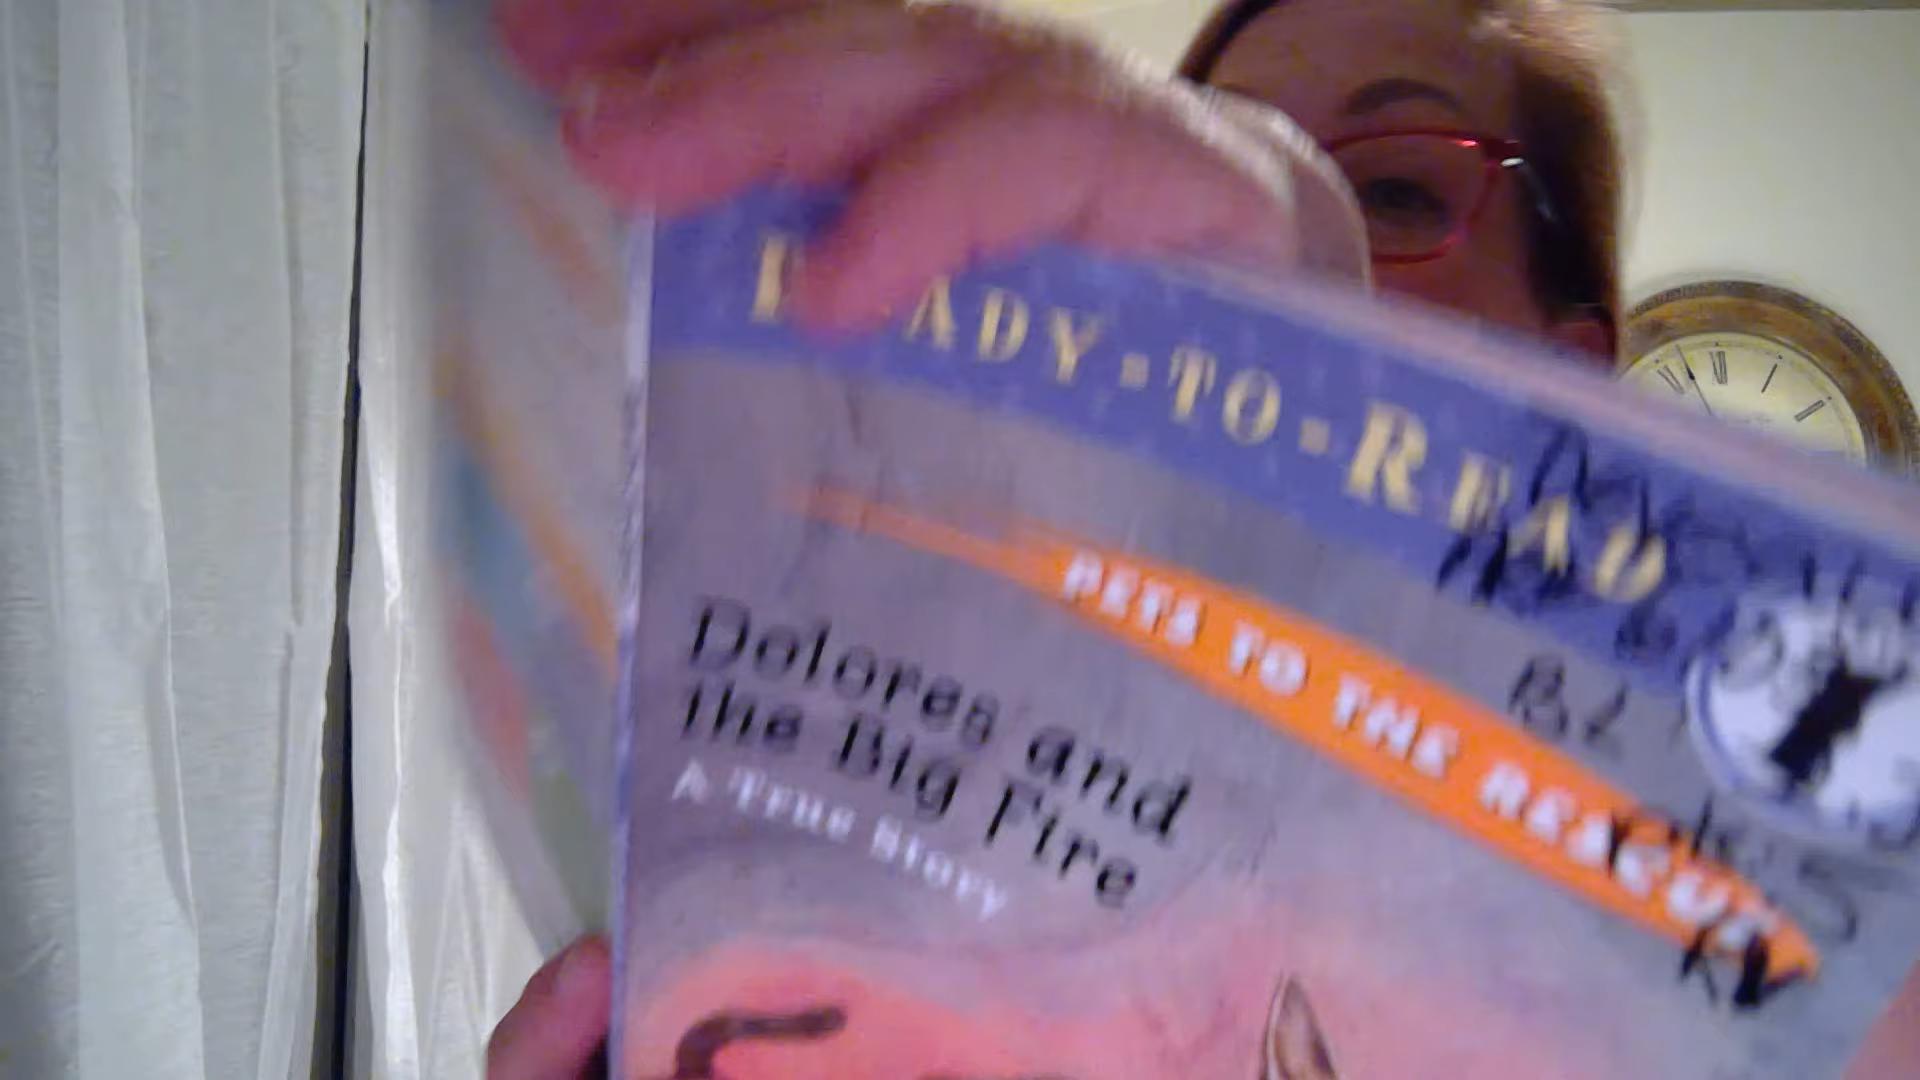 READY-TO-READ
PETS TO THE RESCUE
Dolores and
the Big Fire
A True Story